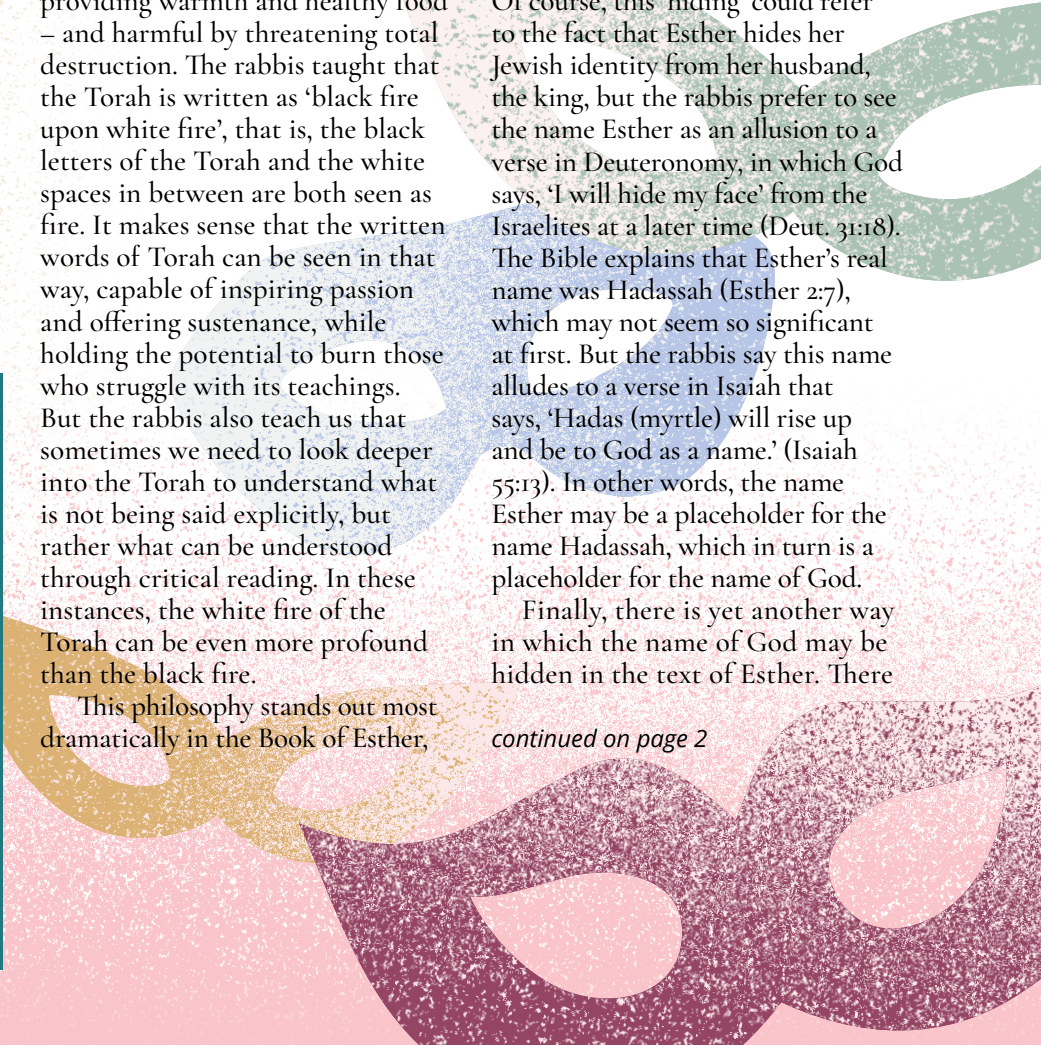 providing warmth and healthy food
– and harmful by threatening total
destruction. The rabbis taught that
the Torah is written as ‘black fire
upon white fire’, that is, the black
letters of the Torah and the white
spaces in between are both seen as
fire. It makes sense that the written
words of Torah can be seen in that
way, capable of inspiring passion
and offering sustenance, while
holding the potential to burn those
who struggle with its teachings.
But the rabbis also teach us that
sometimes we need to look deeper
into the Torah to understand what
is not being said explicitly, but
rather what can be understood
through critical reading. In these
instances, the white fire of the
Torah can be even more profound
than the black fire.
This philosophy stands out most
dramatically in the Book of Esther,
Of course, this ‘hiding’ could refer
to the fact that Esther hides her
Jewish identity from her husband,
the king, but the rabbis prefer to see
the name Esther as an allusion to a
verse in Deuteronomy, in which God
says, ‘I will hide my face’ from the
Israelites at a later time (Deut. 31:18).
The Bible explains that Esther’s real
name was Hadassah (Esther 2:7),
which may not seem so significant
at first. But the rabbis say this name
alludes to a verse in Isaiah that
says, ‘Hadas (myrtle) will rise up
and be to God as a name.’ (Isaiah
55:13). In other words, the name
Esther may be a placeholder for the
name Hadassah, which in turn is a
placeholder for the name of God.
Finally, there is yet another way
in which the name of God may be
hidden in the text of Esther. There
continued on page 2